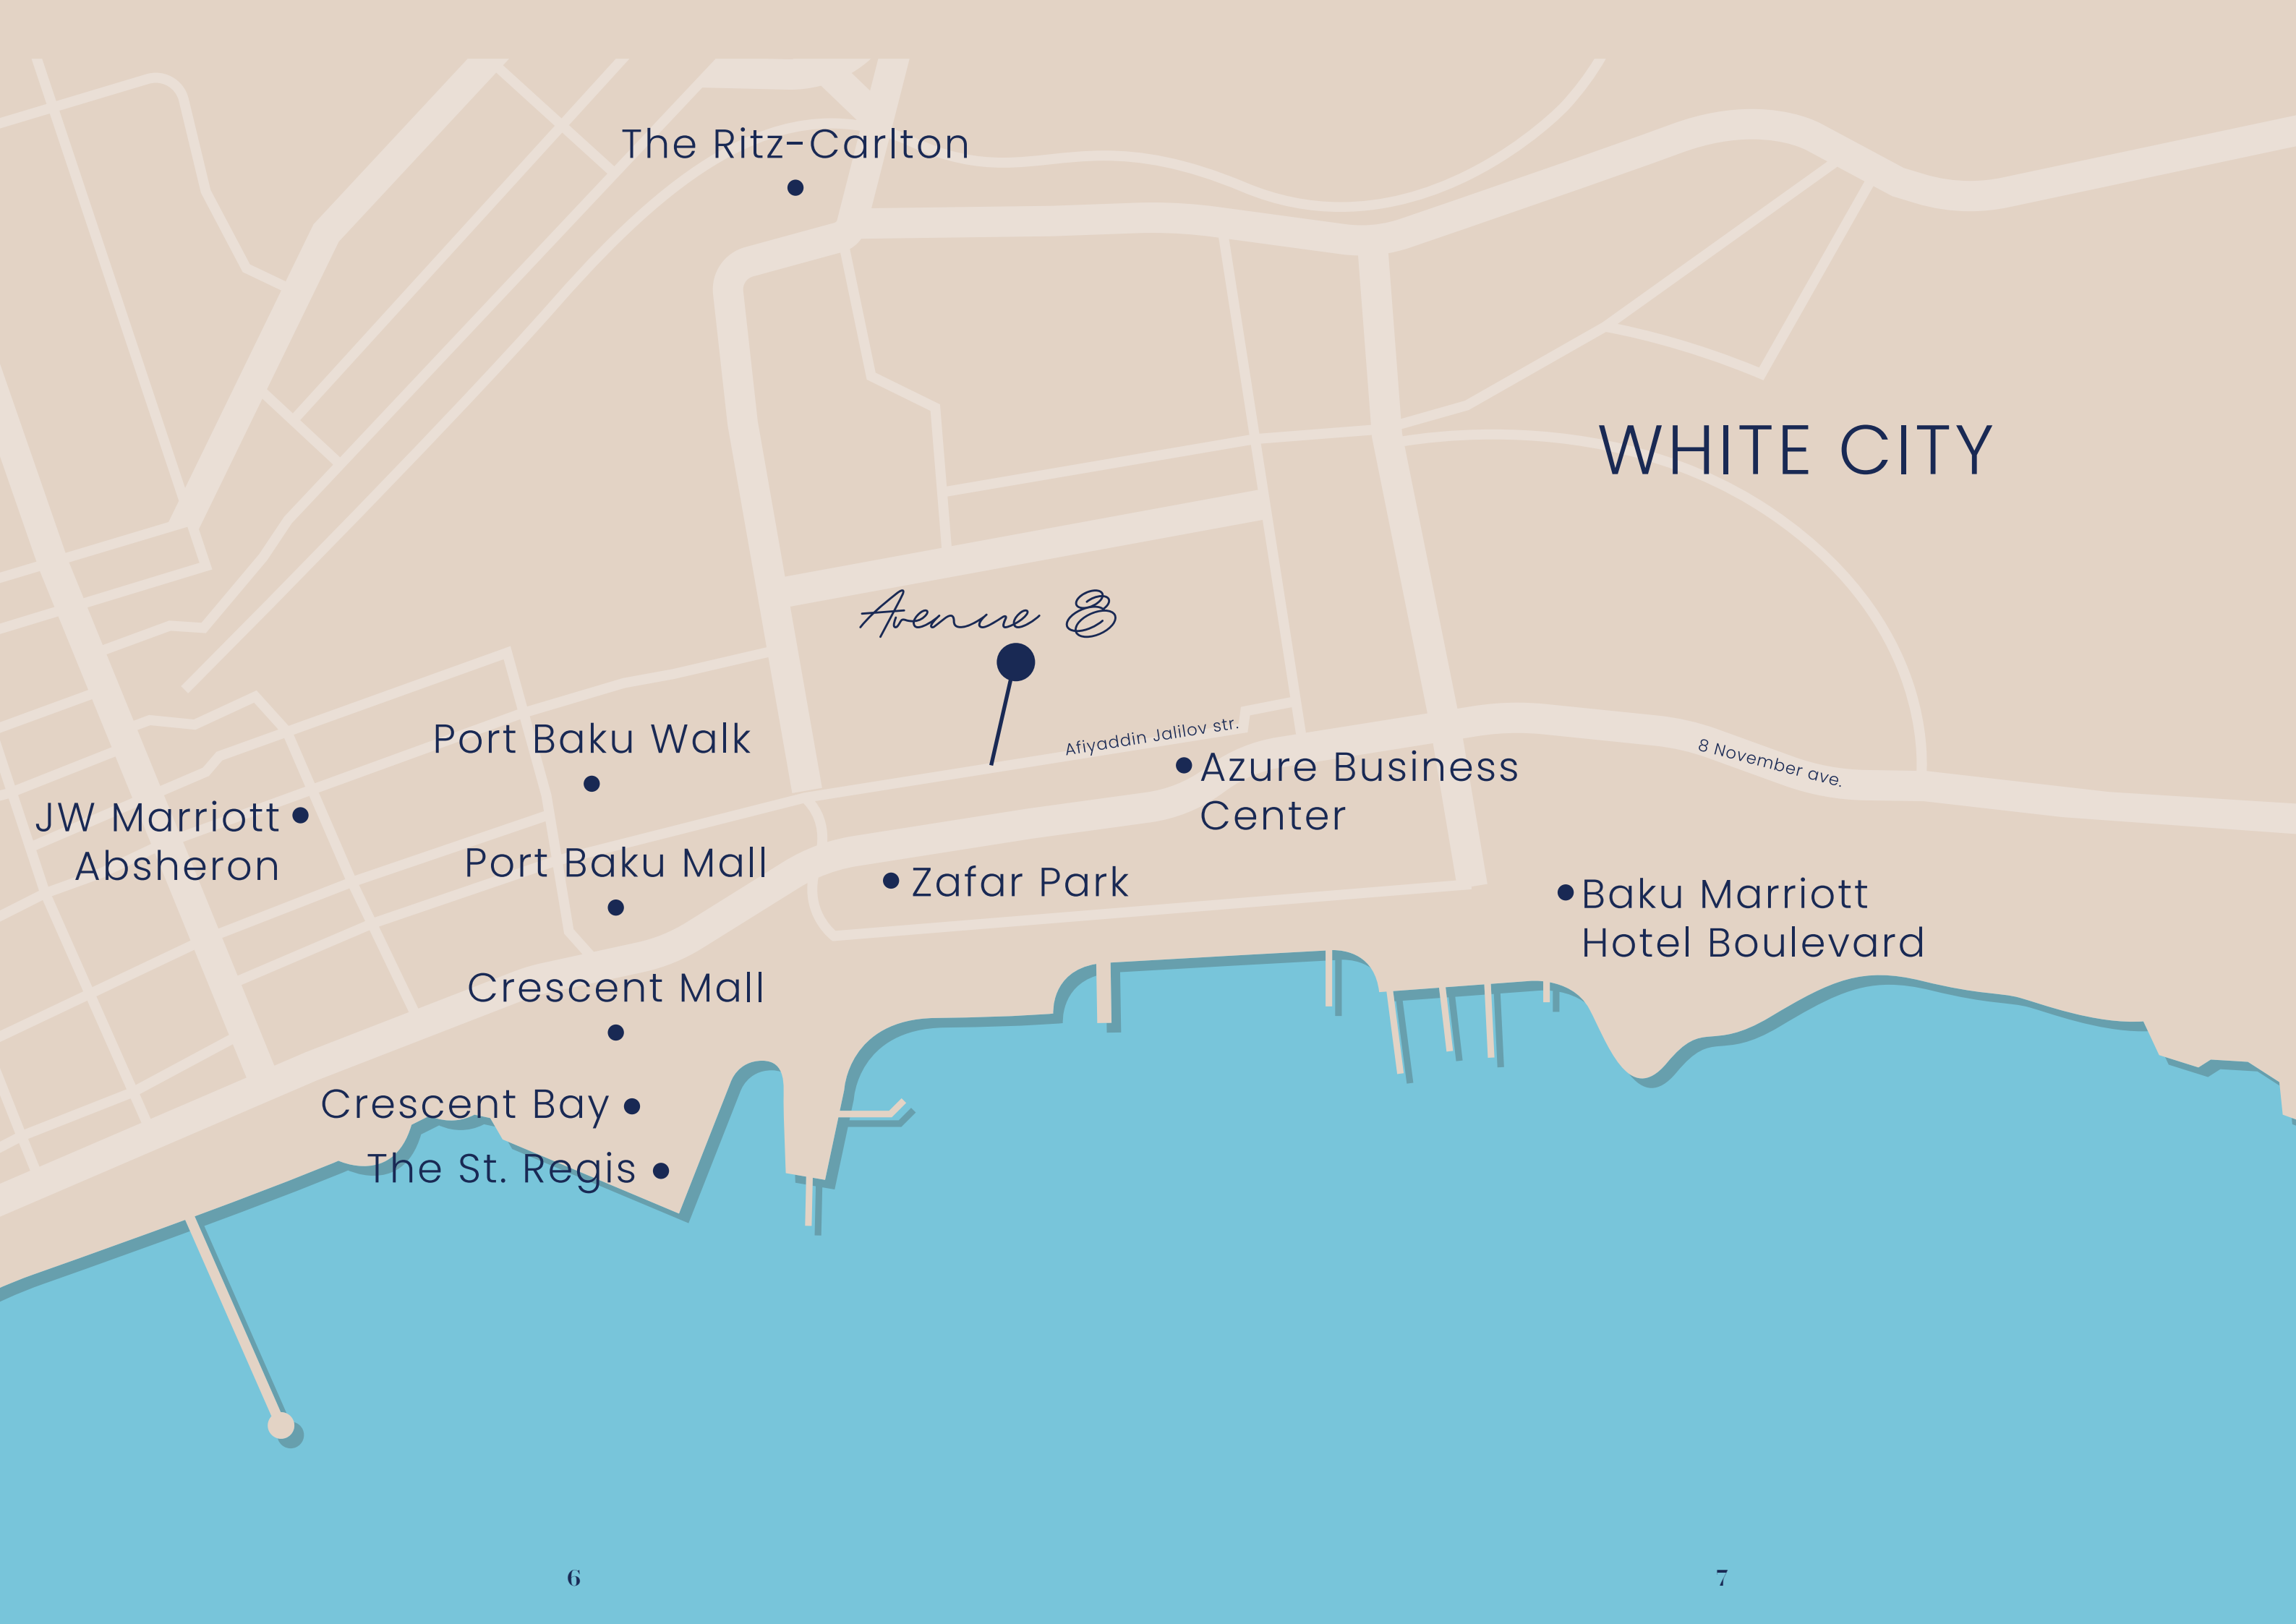 The Ritz-Carlton
WHITE CITY
Avenue 8
Afiyaddin Jalilov str.
8 November ave.
Port Baku Walk
Azure Business
Center
JW Marriott
Absheron
Port Baku Mall
Zafar Park
Baku Marriott
Hotel Boulevard
Crescent Mall
Crescent Bay
The St. Regis
6
7